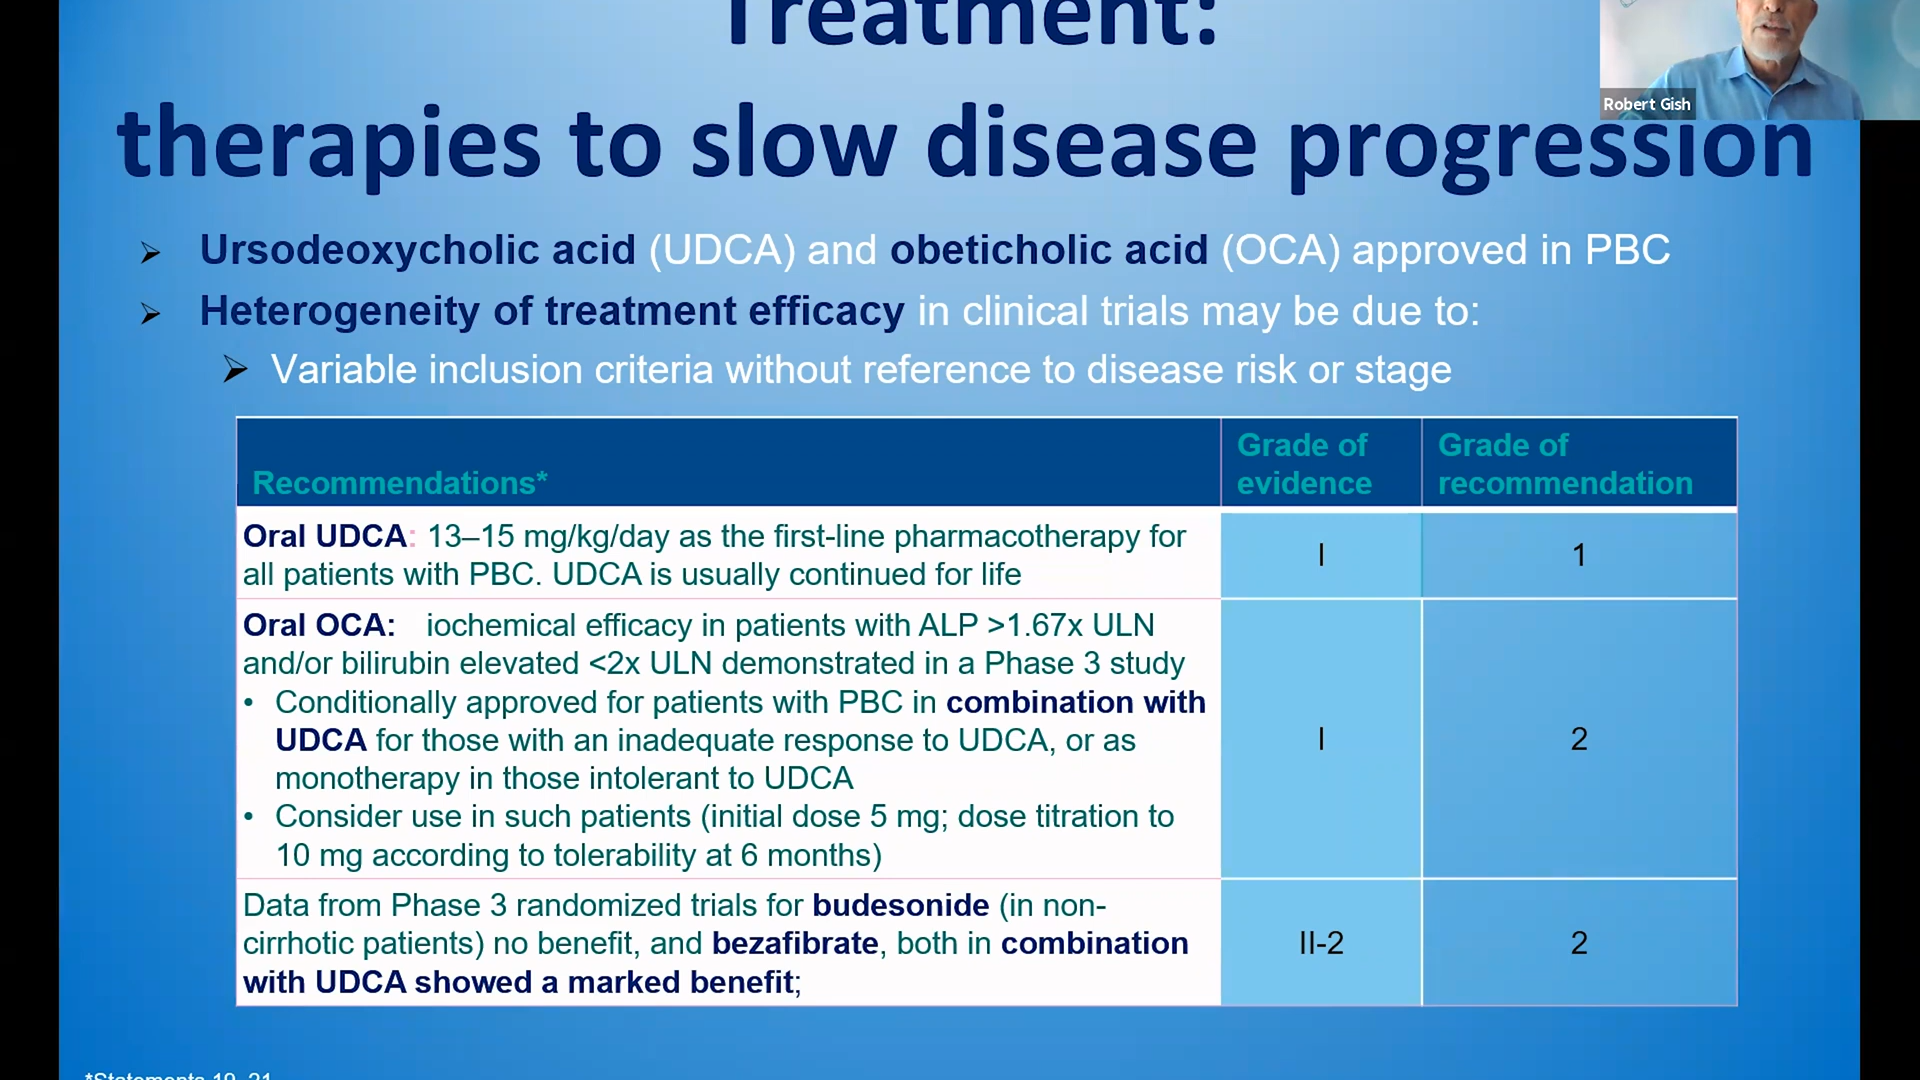 Treatment:
Robert Gish
therapies to slow disease progression
Ursodeoxycholic acid (UDCA) and obeticholic acid (OCA) approved in PBC
Heterogeneity of treatment efficacy in clinical trials may be due to:
Variable inclusion criteria without reference to disease risk or stage
Recommendations*
Grade of
evidence
Grade of
recommendation
Oral UDCA: 13–15 mg/kg/day as the first-line pharmacotherapy for
all patients with PBC. UDCA is usually continued for life
I
1
Oral OCA: iochemical efficacy in patients with ALP >1.67x ULN
and/or bilirubin elevated <2x ULN demonstrated in a Phase 3 study
• Conditionally approved for patients with PBC in combination with
UDCA for those with an inadequate response to UDCA, or as
monotherapy in those intolerant to UDCA
• Consider use in such patients (initial dose 5 mg; dose titration to
10 mg according to tolerability at 6 months)
I
2
Data from Phase 3 randomized trials for budesonide (in non-
cirrhotic patients) no benefit, and bezafibrate, both in combination
with UDCA showed a marked benefit;
II-2
2
*Statements 19–21